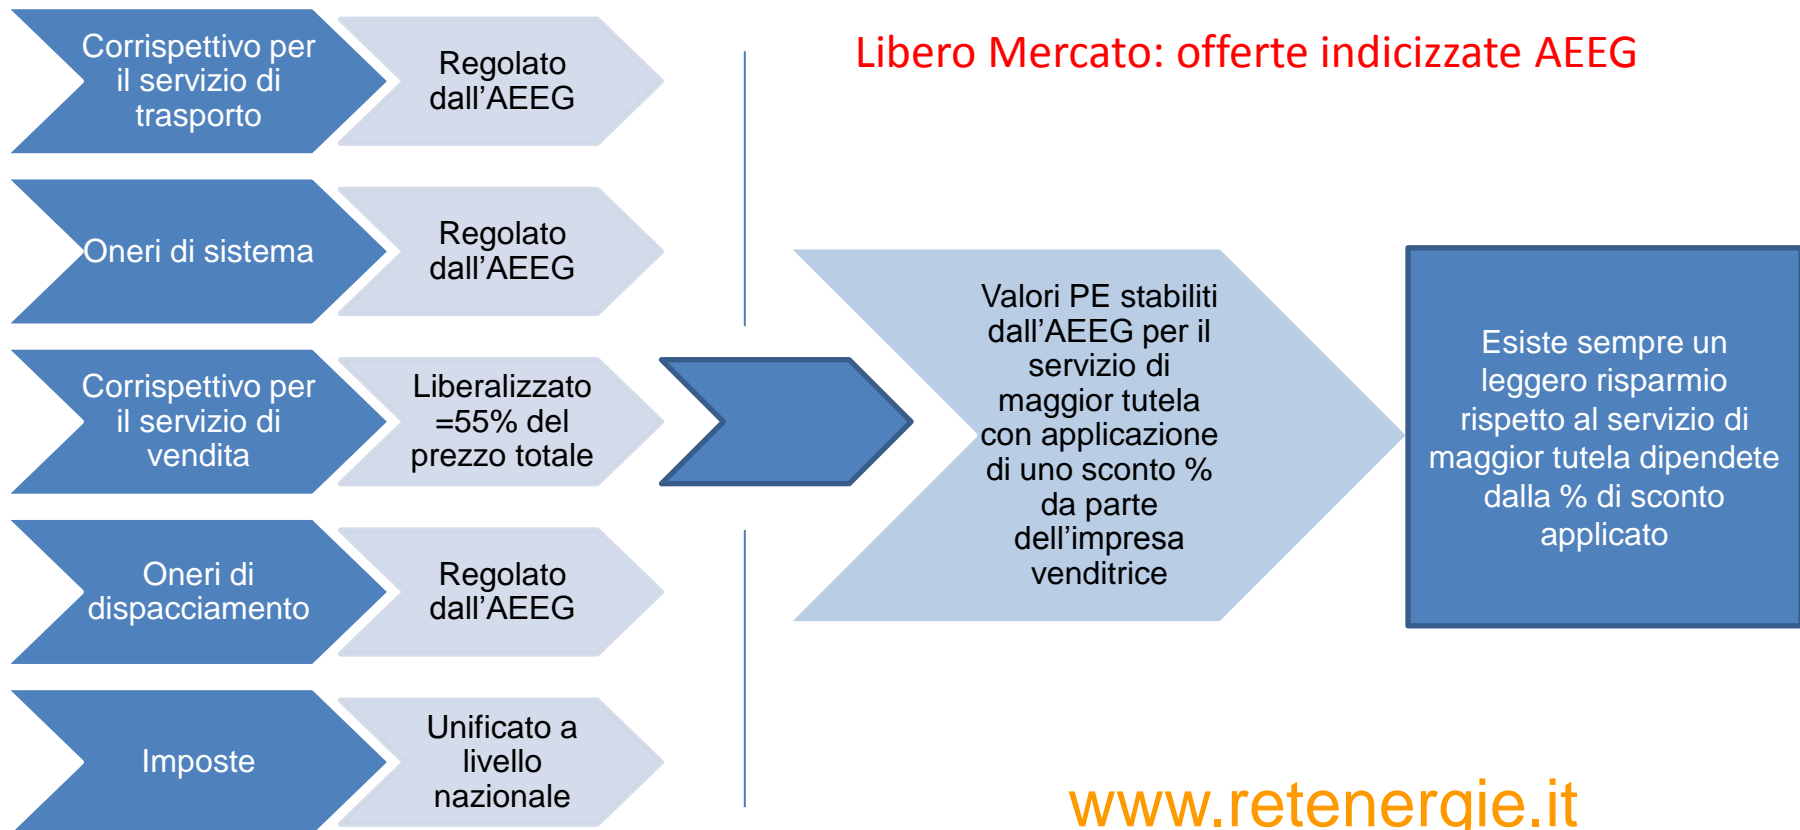 Libero Mercato: offerte indicizzate AEEG
Corrispettivo per
il servizio di
trasporto
Regolato
dall'AEEG
Oneri di sistema
Regolato
dall'AEEG
Corrispettivo per
il servizio di
vendita
Liberalizzato
=55% del
prezzo totale
Oneri di
dispacciamento
Regolato
dall'AEEG
Imposte
Unificato a
livello
nazionale
Valori PE stabiliti
dall'AEEG per il
servizio di
maggior tutela
con applicazione
di uno sconto %
da parte
dell'impresa
venditrice
Esiste sempre un
leggero risparmio
rispetto al servizio di
maggior tutela dipendete
dalla % di sconto
applicato
www.retenergie.it